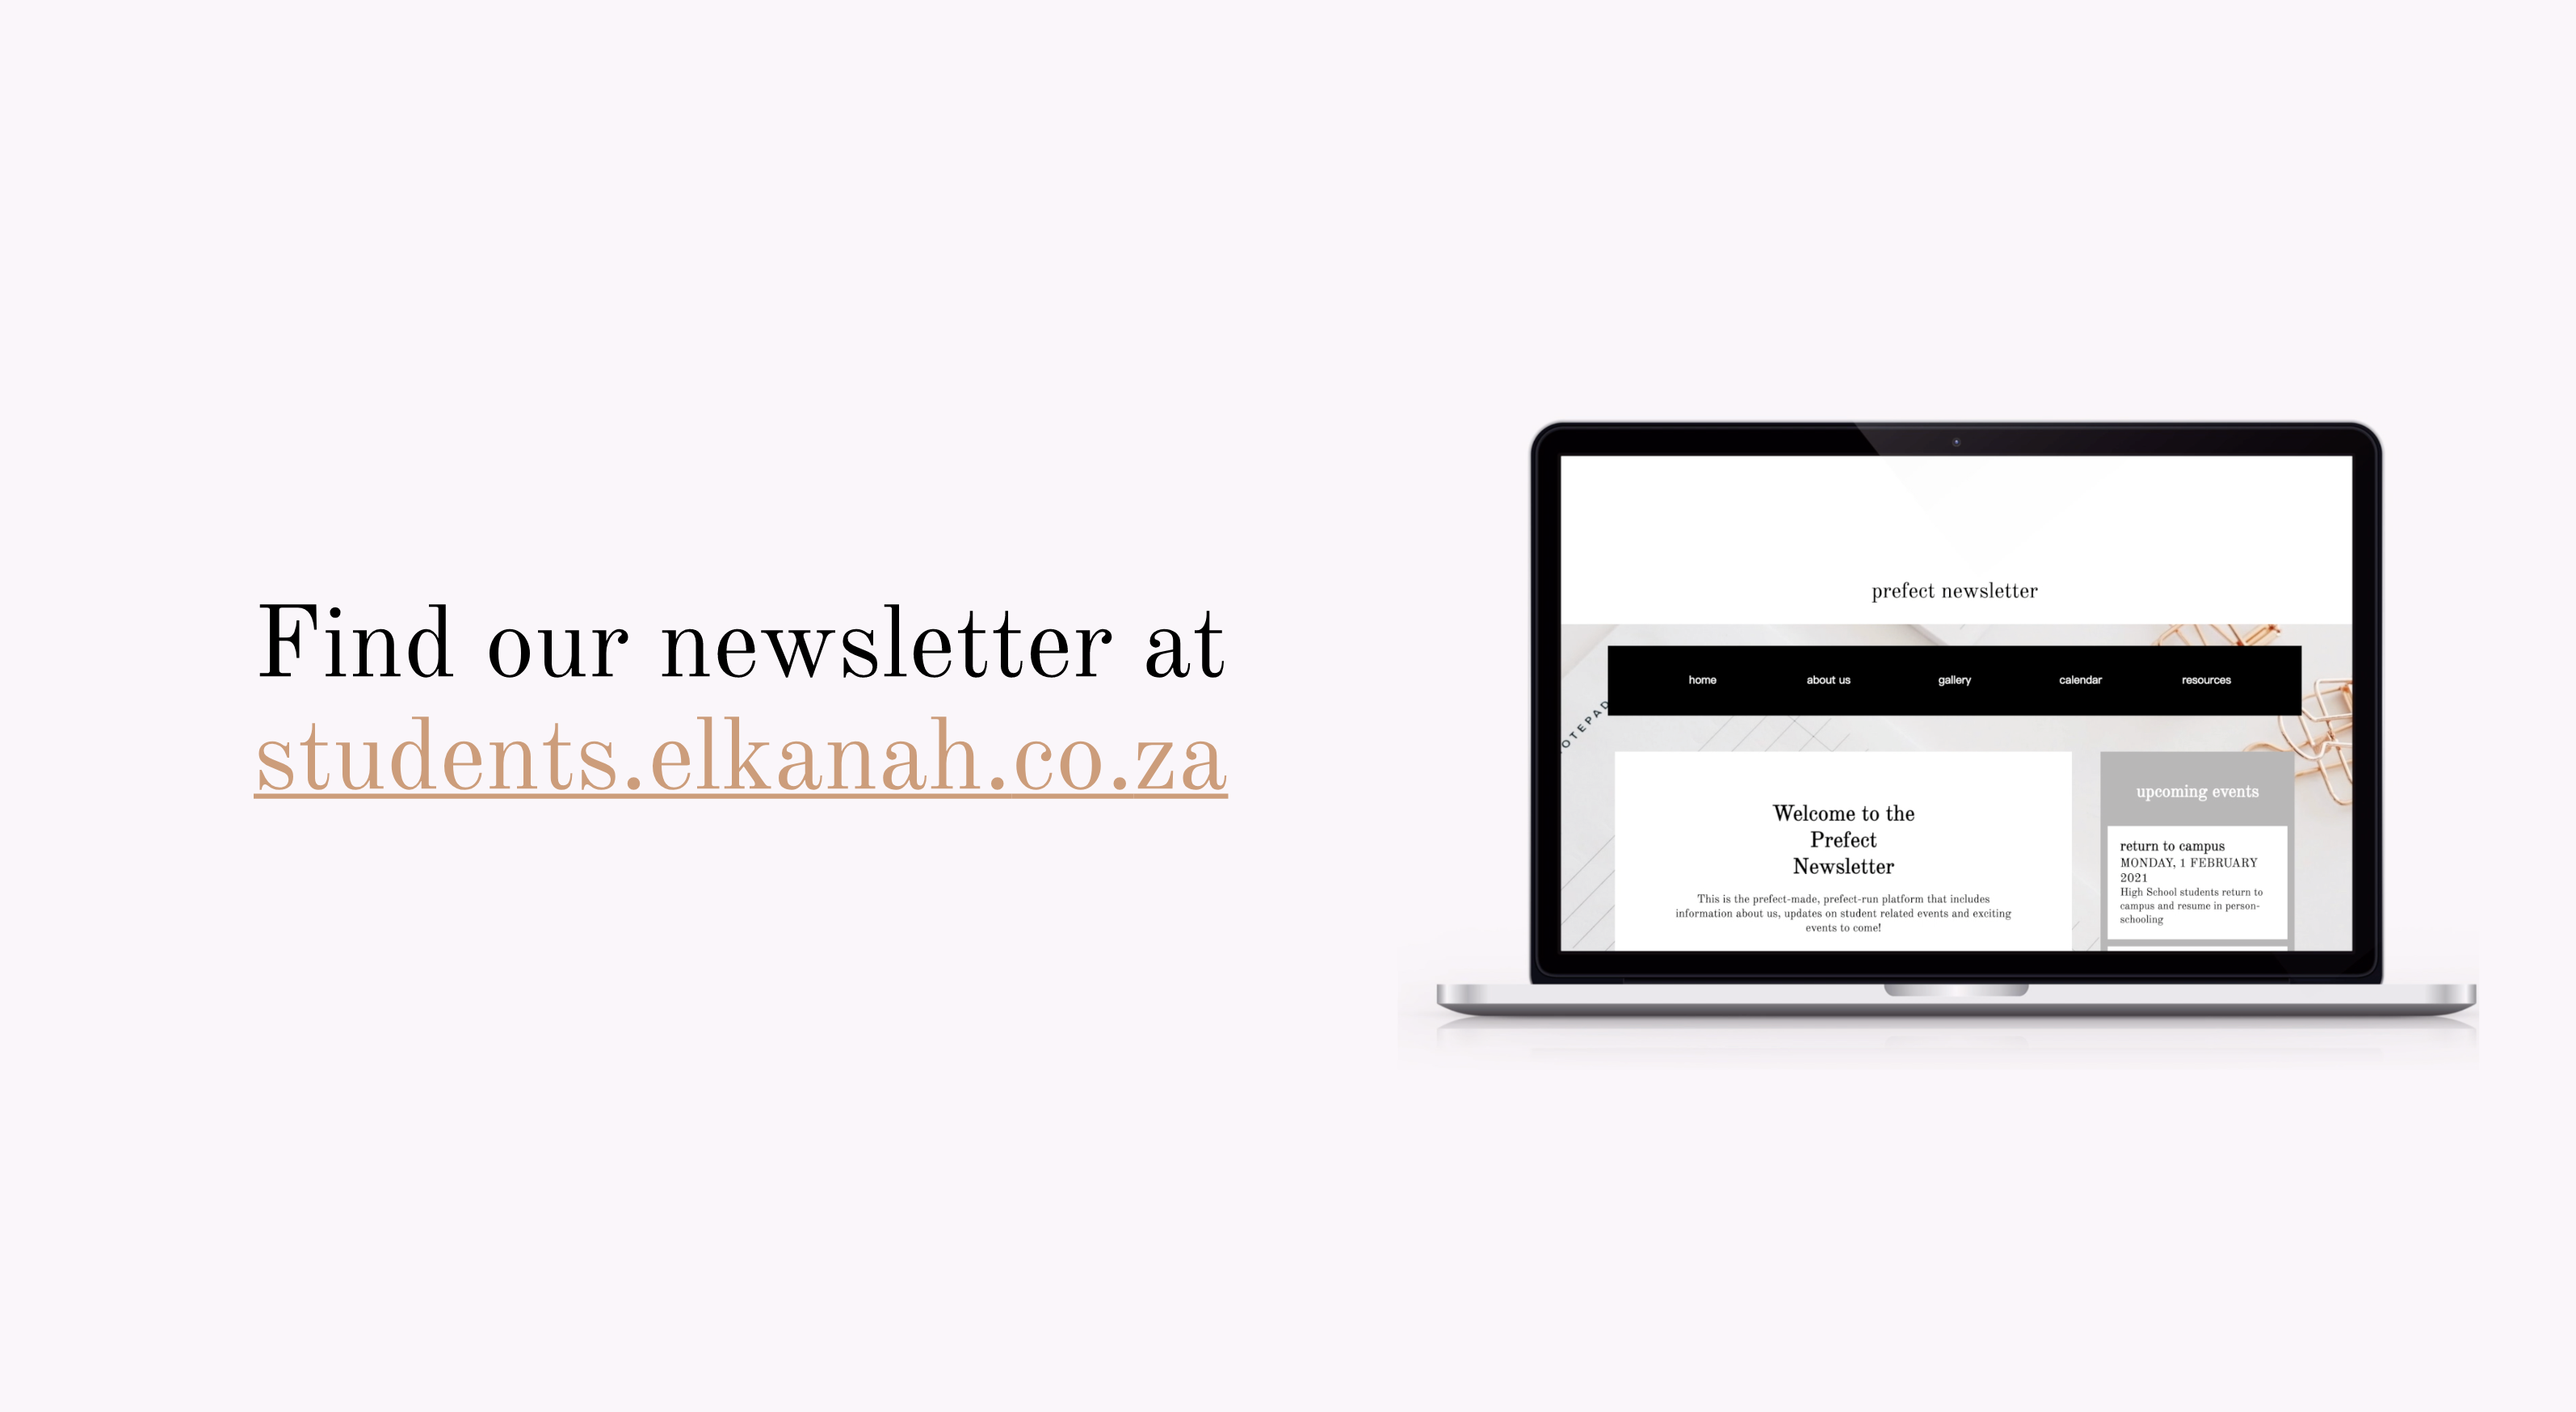 Find our newsletter at
students.elkanah.co.za
prefect newsletter
home about us gallery calendar resources
OTEPAD
Welcome to the
Prefect
Newsletter
This is the prefect-made, prefect-run platform that includes
information about us, updates on student related events and exciting
events to come!
upcoming events
return to campus
MONDAY, 1 FEBRUARY
2021
High School students return to
campus and resume in person-
schooling